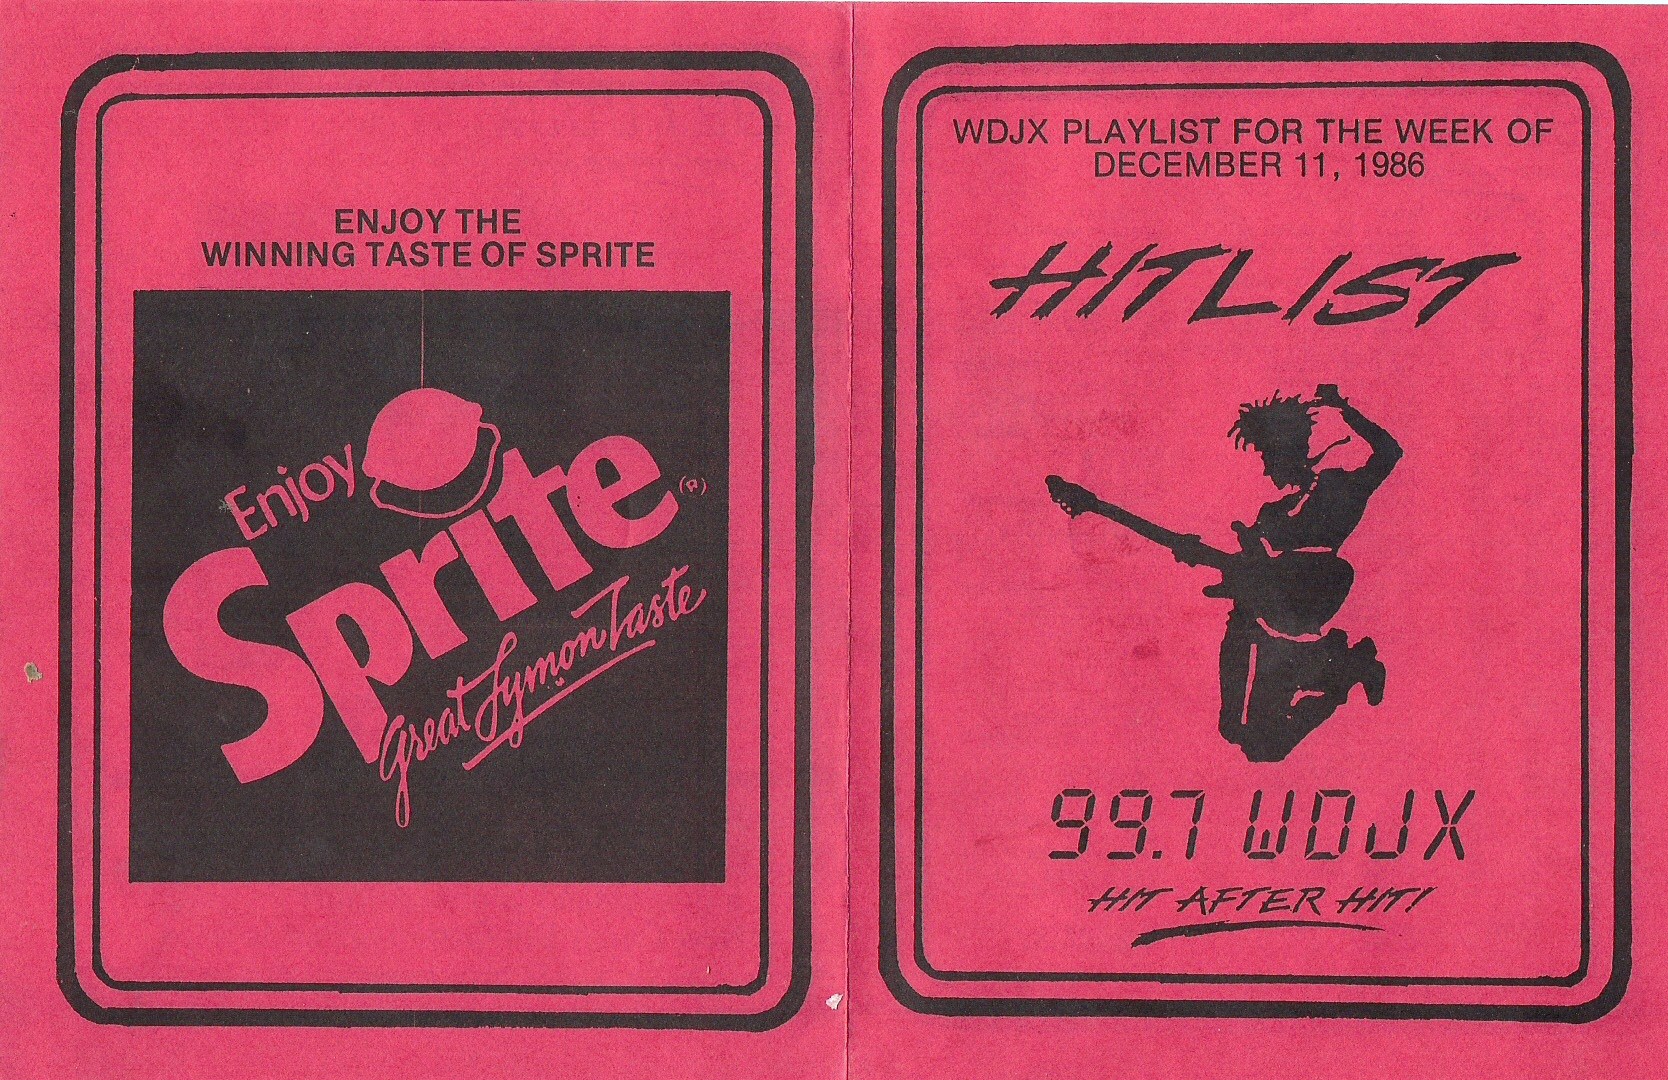 ENJOY THE
WINNING TASTE OF SPRITE
Enjoy
Sprite
(R)
Great Lymon Taste
WDJX PLAYLIST FOR THE WEEK OF
DECEMBER 11, 1986
HITLIST
99.7 WDJX
HIT AFTER HIT!